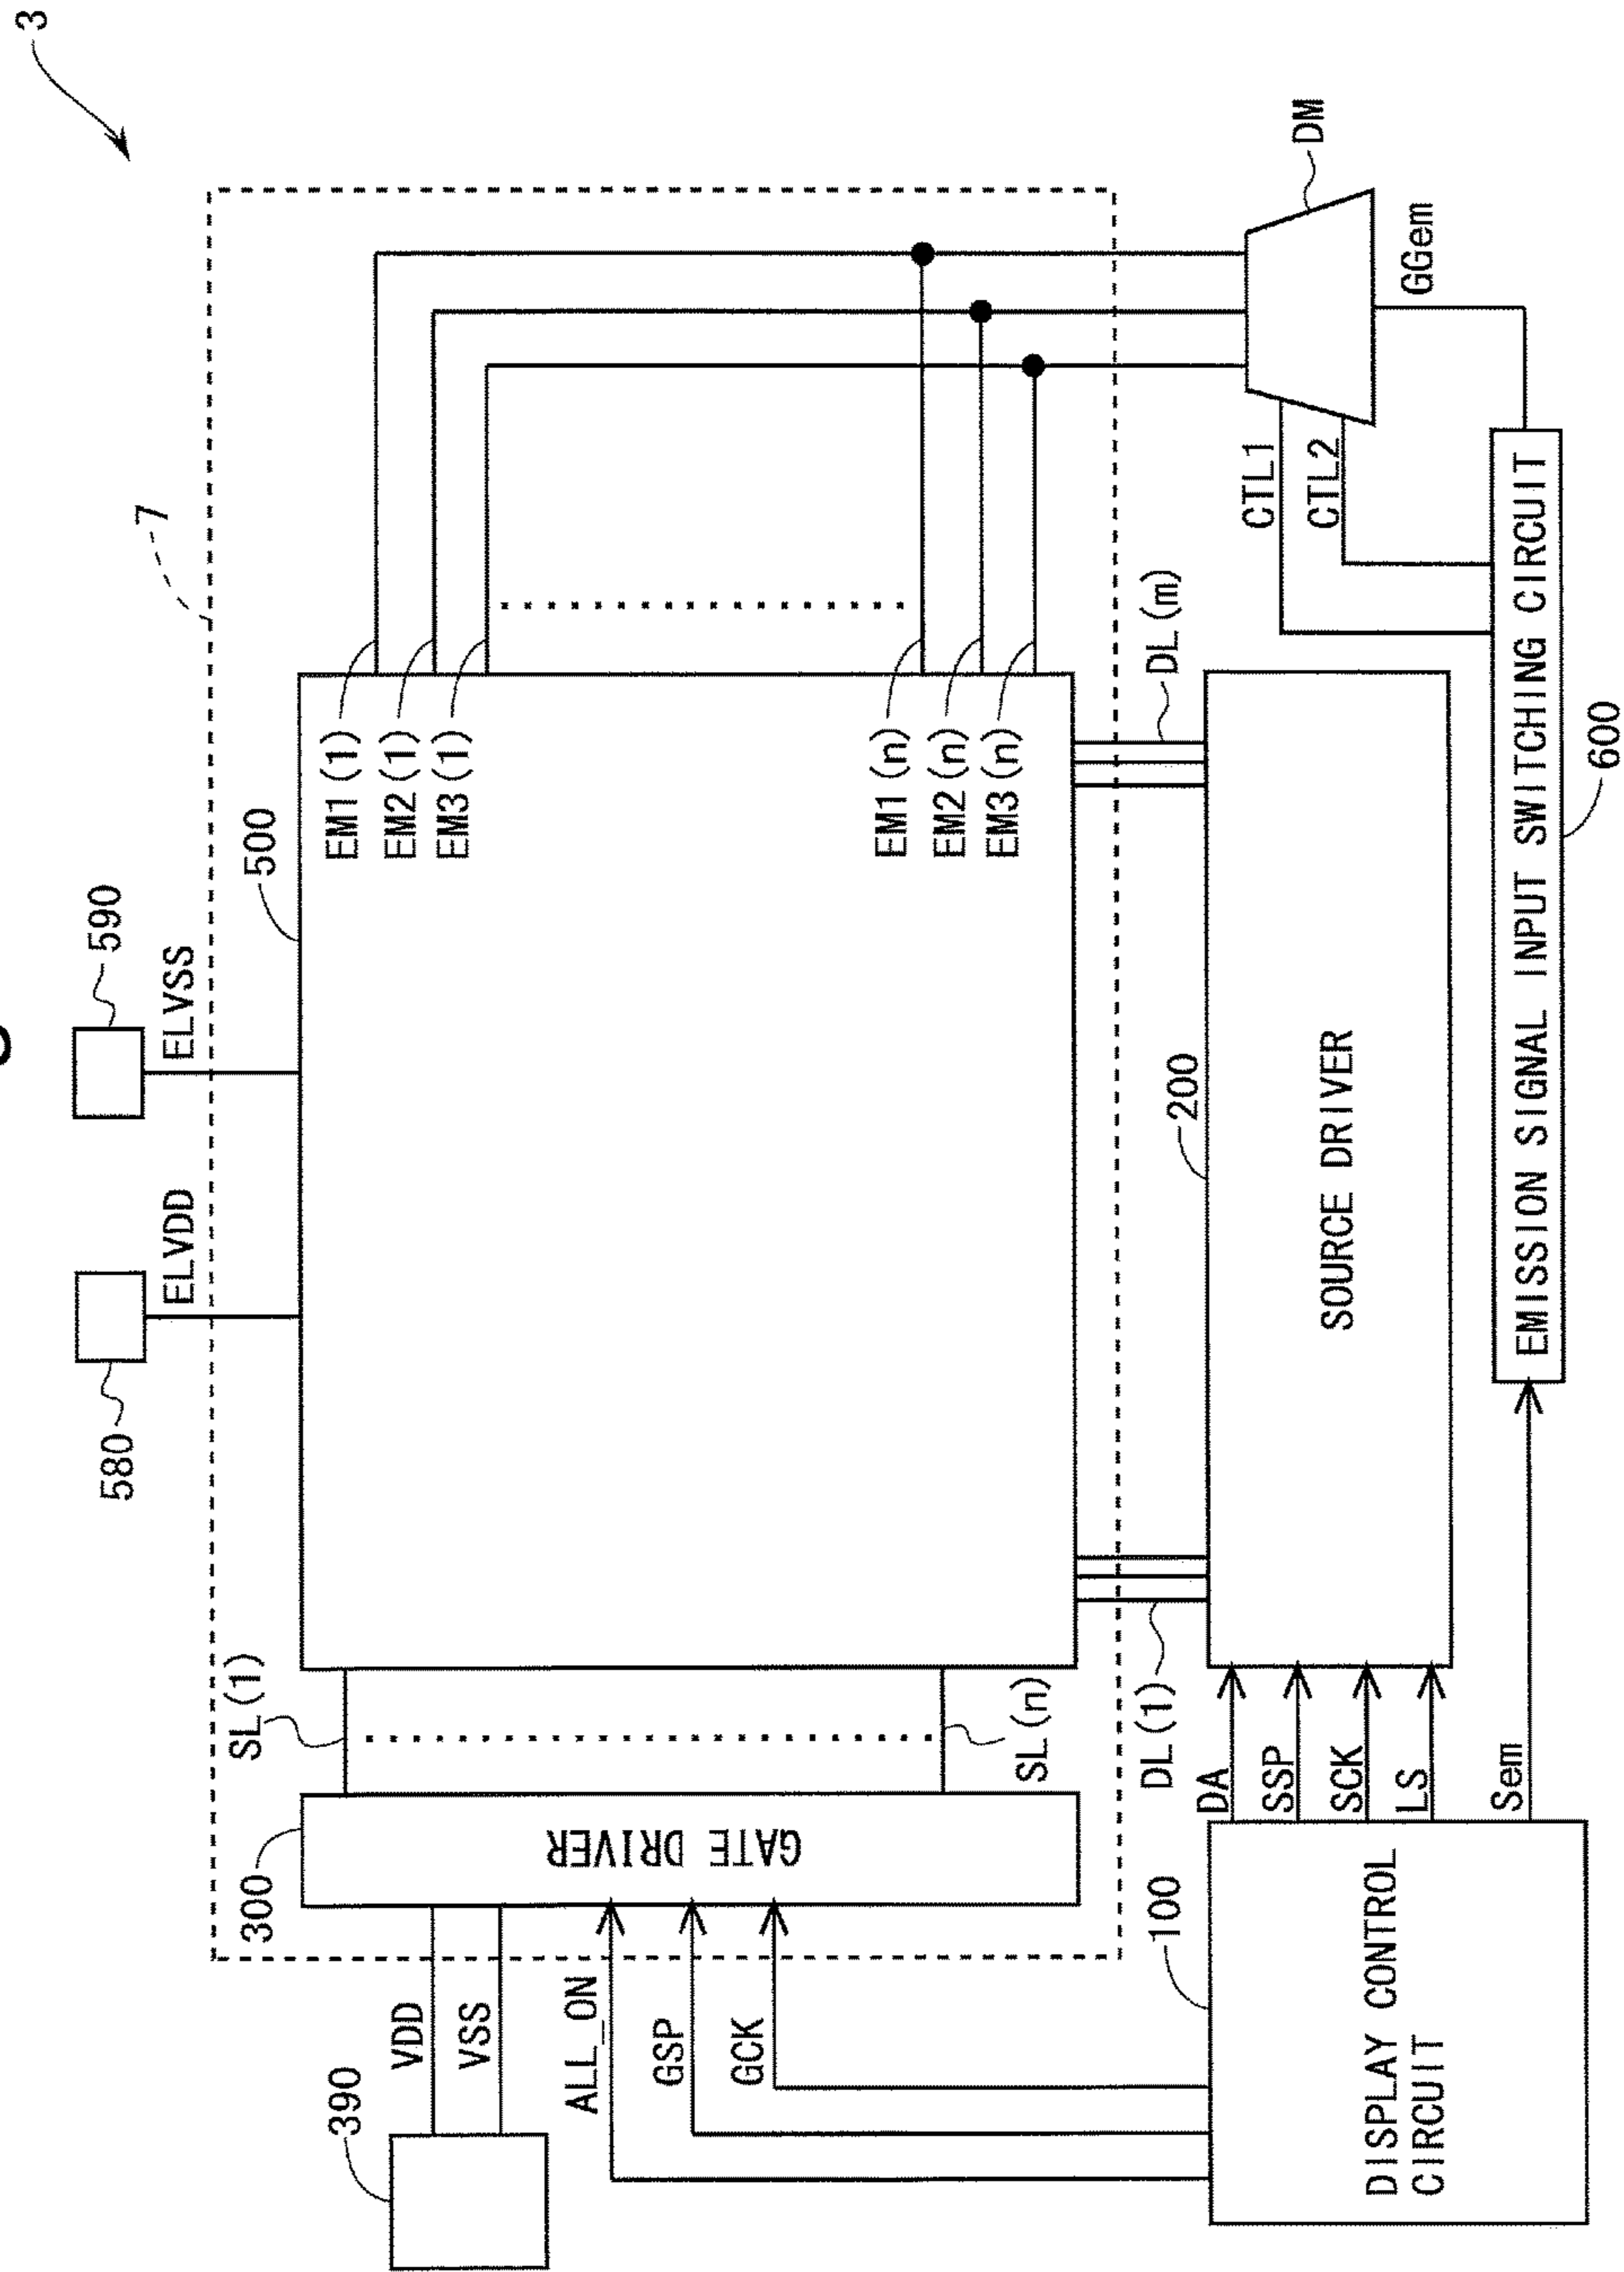 3
7
590
ELVSS
580
ELVDD
500
EM1(1)
EM2(1)
EM3(1)
EM1(n)
EM2(n)
EM3(n)
SL(1)
SL(n)
300
GATE DRIVER
390
VDD
VSS
ALL_ON
GSP
GCK
DL(1)
DL(m)
200
SOURCE DRIVER
DA
SSP
SCK
LS
Sem
100
DISPLAY CONTROL
CIRCUIT
CTL1
CTL2
DM
GGem
EMISSION SIGNAL INPUT SWITCHING CIRCUIT
600